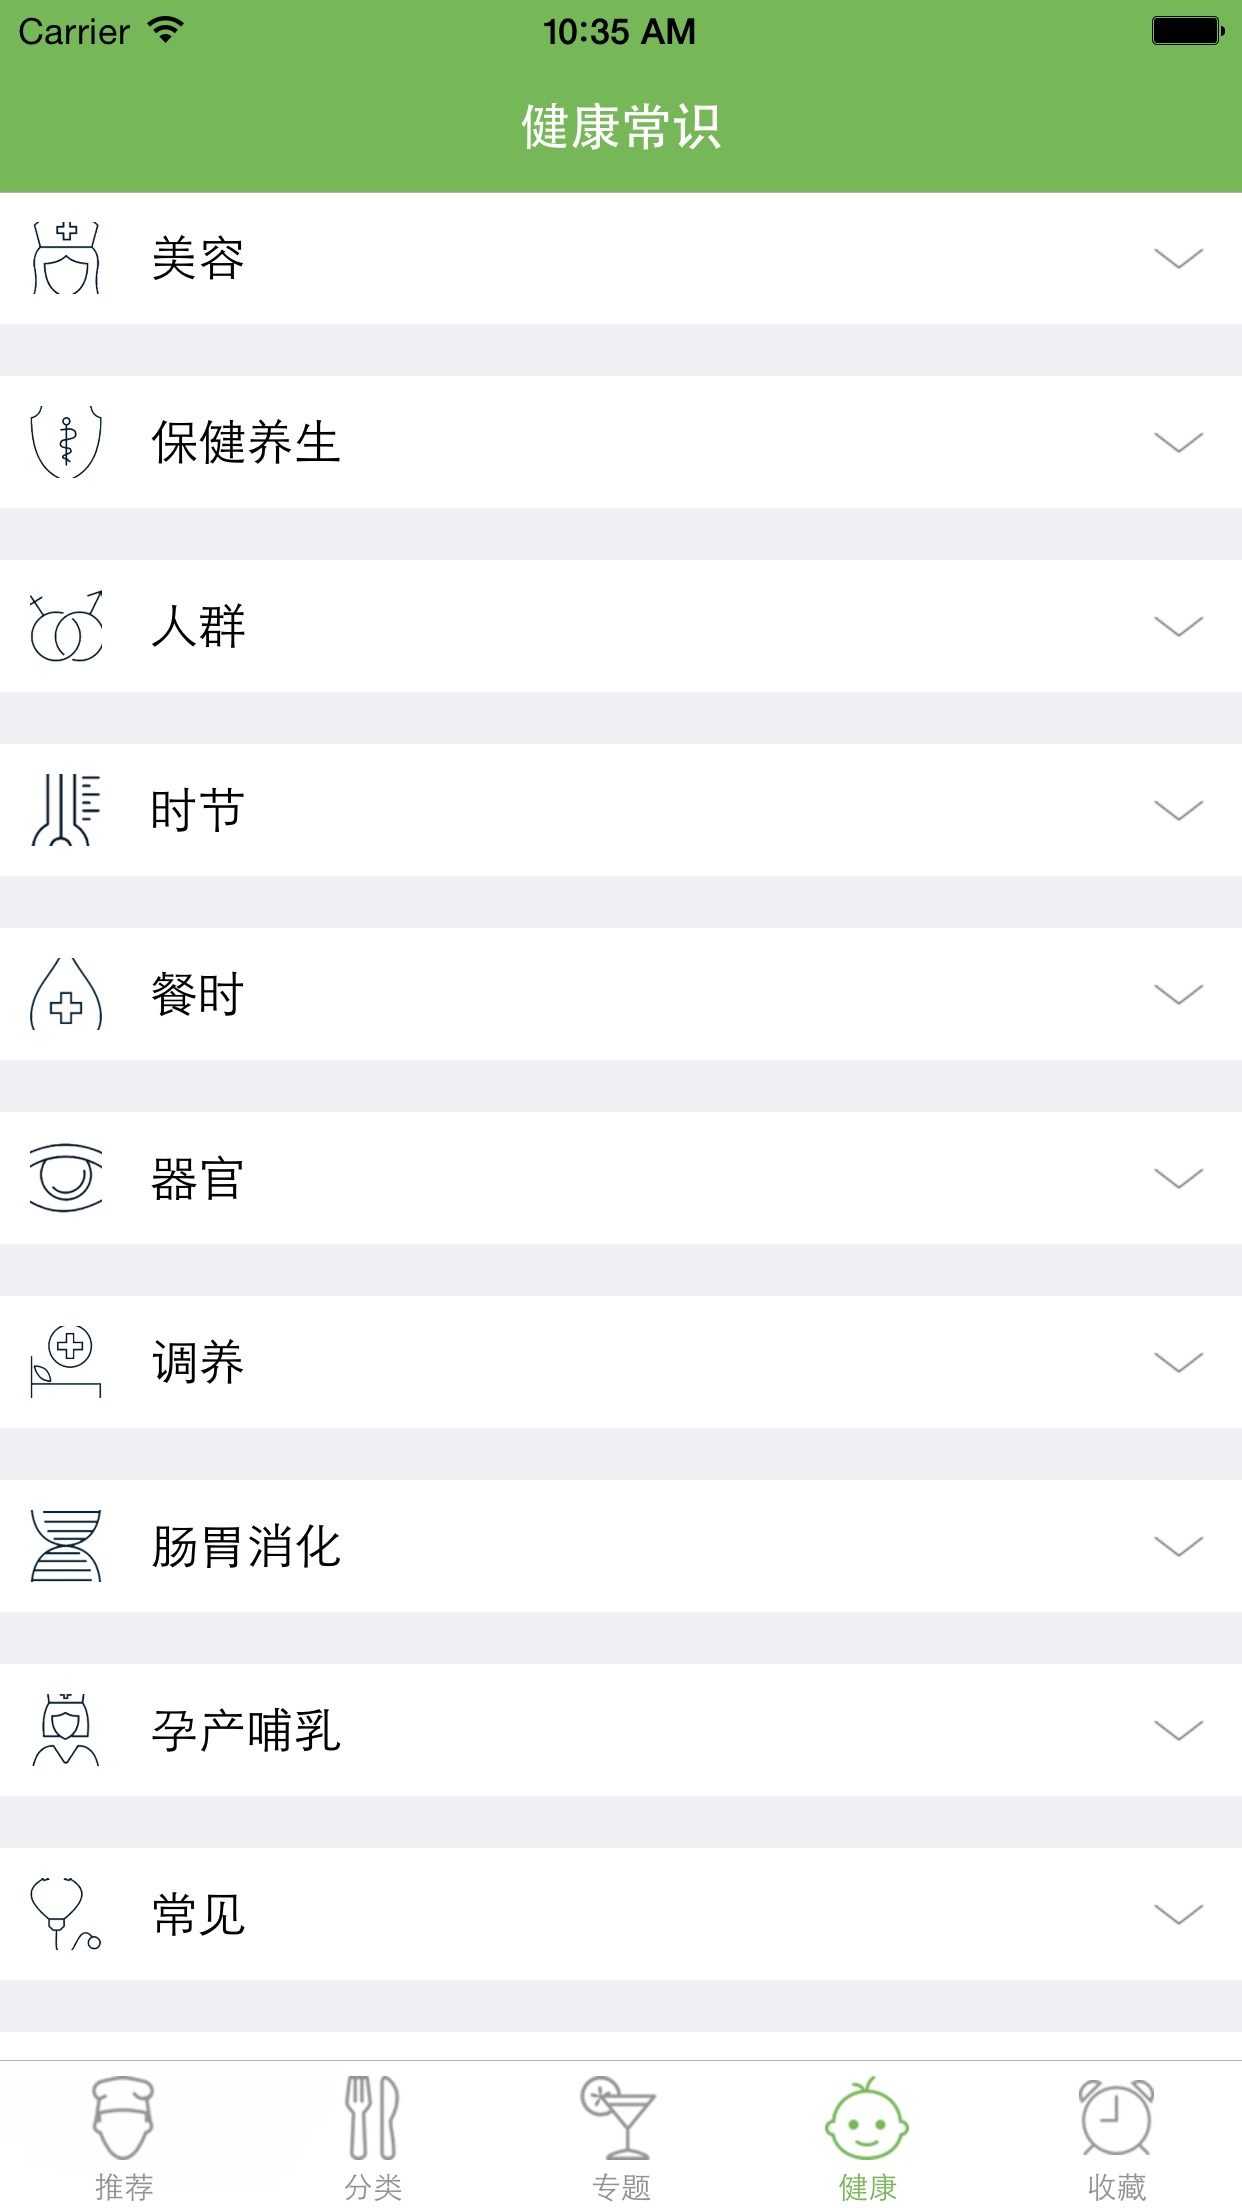 Carrier 10:35 AM
健康常识
美容
保健养生
人群
时节
餐时
器官
调养
肠胃消化
孕产哺乳
常见
推荐 分类 专题 健康 收藏